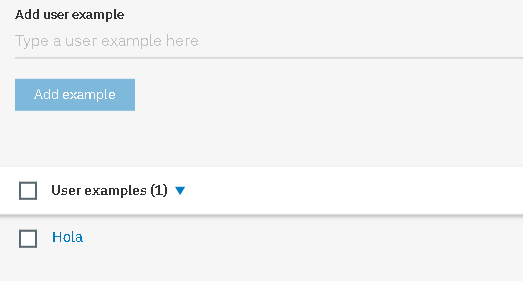 Add user example
Type a user example here
Add example
User examples (1)
Hola